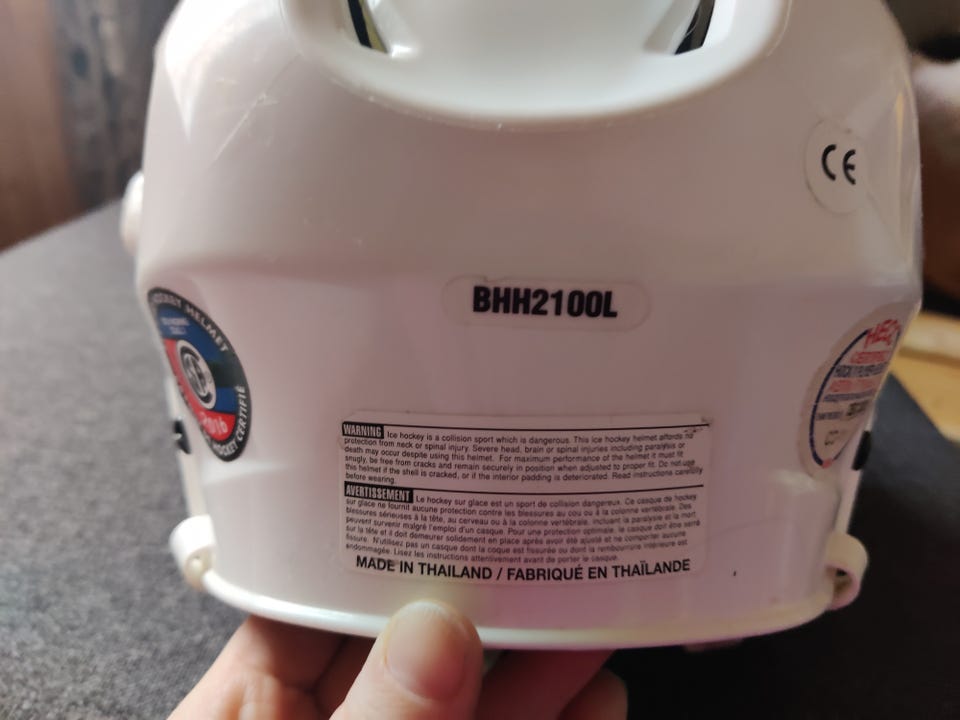 CE
BHH2100L
HOCKEY HELMET
2016
HOCKEY CERTIFIÉ
HEC
CERTIFIED
WARNING Ice hockey is a collision sport which is dangerous. This ice hockey helmet affords no
protection from neck or spinal injury. Severe head, brain or spinal injuries including paralysis or
death may occur despite using this helmet. For maximum performance of the helmet it must fit
snugly, be free from cracks and remain securely in position when adjusted to proper fit. Do not use
this helmet if the shell is cracked, or if the interior padding is deteriorated. Read instructions carefully
before wearing.
AVERTISSEMENT Le hockey sur glace est un sport de collision dangereux. Ce casque de hockey
sur glace ne fournit aucune protection contre les blessures au cou ou à la colonne vertébrale. Des
blessures sérieuses à la tête, au cerveau ou à la colonne vertébrale, incluant la paralysie et la mort
peuvent survenir malgré l'emploi d'un casque. Pour une protection optimale, le casque doit être serré
sur la tête et il doit demeurer solidement en place après avoir été ajusté et ne comporter aucune
fissure. N'utilisez pas un casque dont la coque est fissurée ou dont le rembourrage intérieure est
endommagée. Lisez les instructions attentivement avant de porter le casque.
MADE IN THAILAND / FABRIQUÉ EN THAÏLANDE